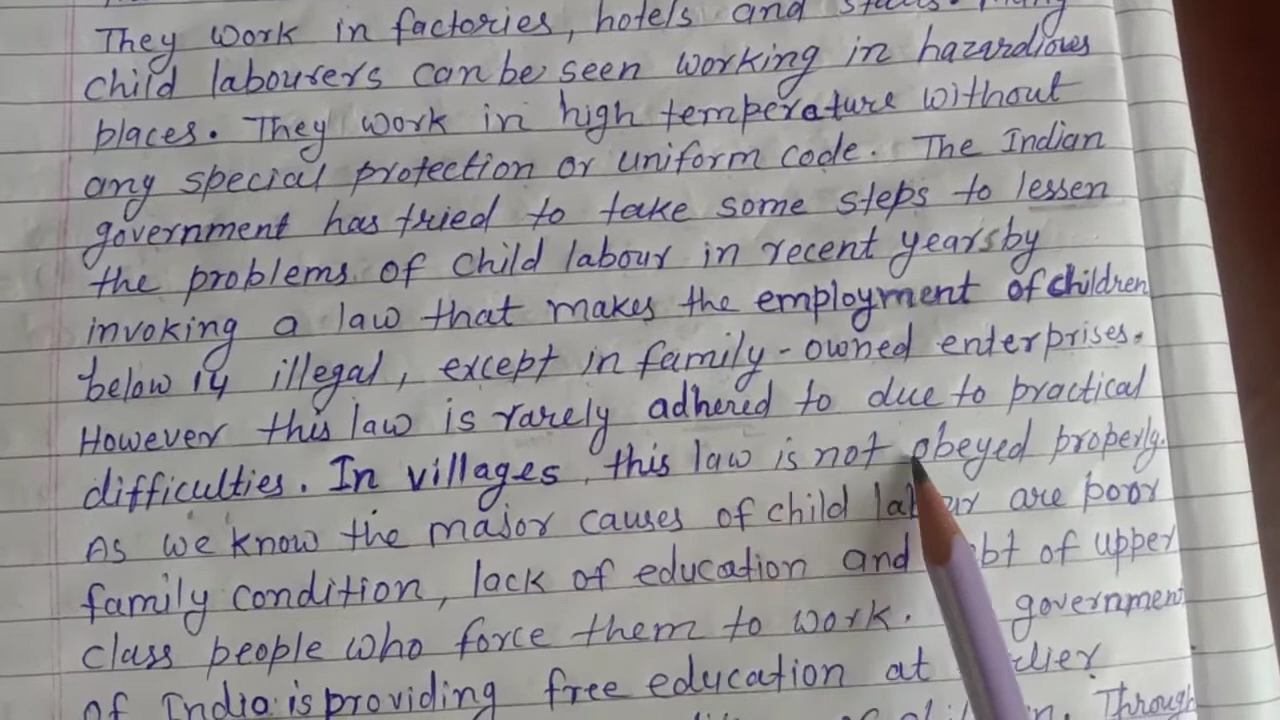 They work in factories, hotels and
child labourers can be seen working in hazardious
places. They work in high temperature without
any special protection or uniform code. The Indian
government has tried to take some steps to lessen
the problems of child labour in recent years by
invoking a law that makes the employment of children
below 14 illegal, except in family-owned enterprises.
However this law is rarely adhered to due to practical
difficulties. In villages, this law is not obeyed properly.
As we know the major causes of child are poor
family condition, lack of education and of upper
class people who force them to work. government
of India is providing free education at
Through